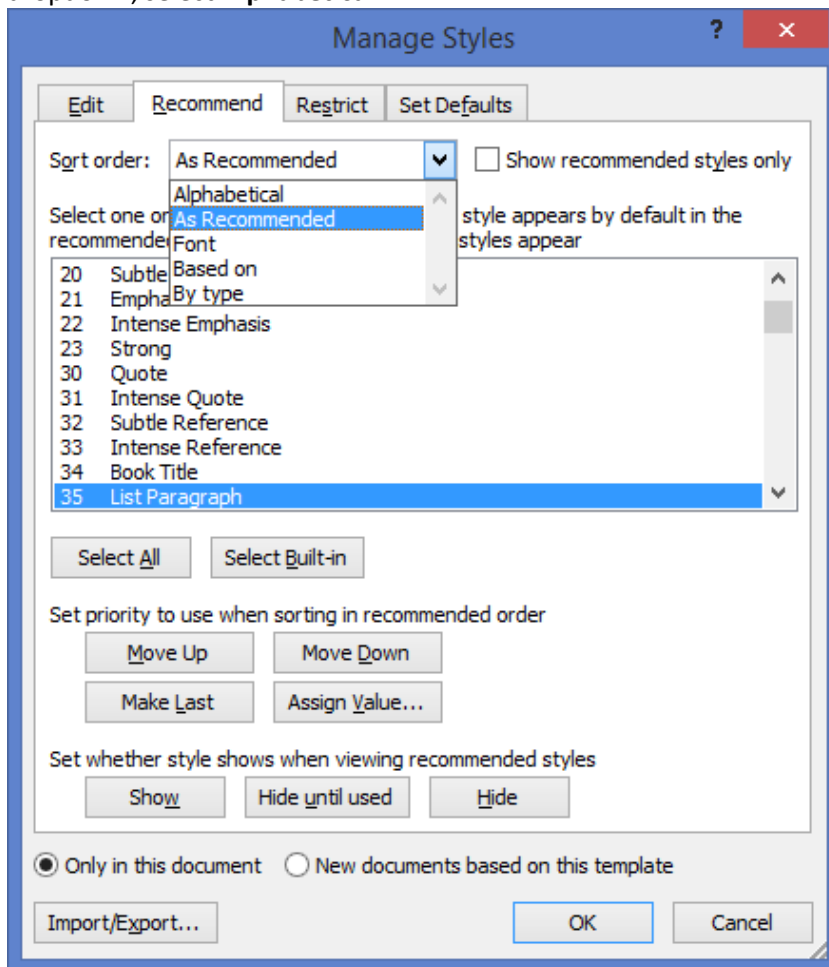 Manage Styles
?
×
Edit Recommend Restrict Set Defaults
Sort order: As Recommended Show recommended styles only
Alphabetical
As Recommended
Font
Based on
By type
Select one or style appears by default in the
recommended styles appear
20 Subtle
21 Empha
22 Intense Emphasis
23 Strong
30 Quote
31 Intense Quote
32 Subtle Reference
33 Intense Reference
34 Book Title
35 List Paragraph
Select All Select Built-in
Set priority to use when sorting in recommended order
Move Up Move Down
Make Last Assign Value...
Set whether style shows when viewing recommended styles
Show Hide until used Hide
Only in this document New documents based on this template
Import/Export... OK Cancel